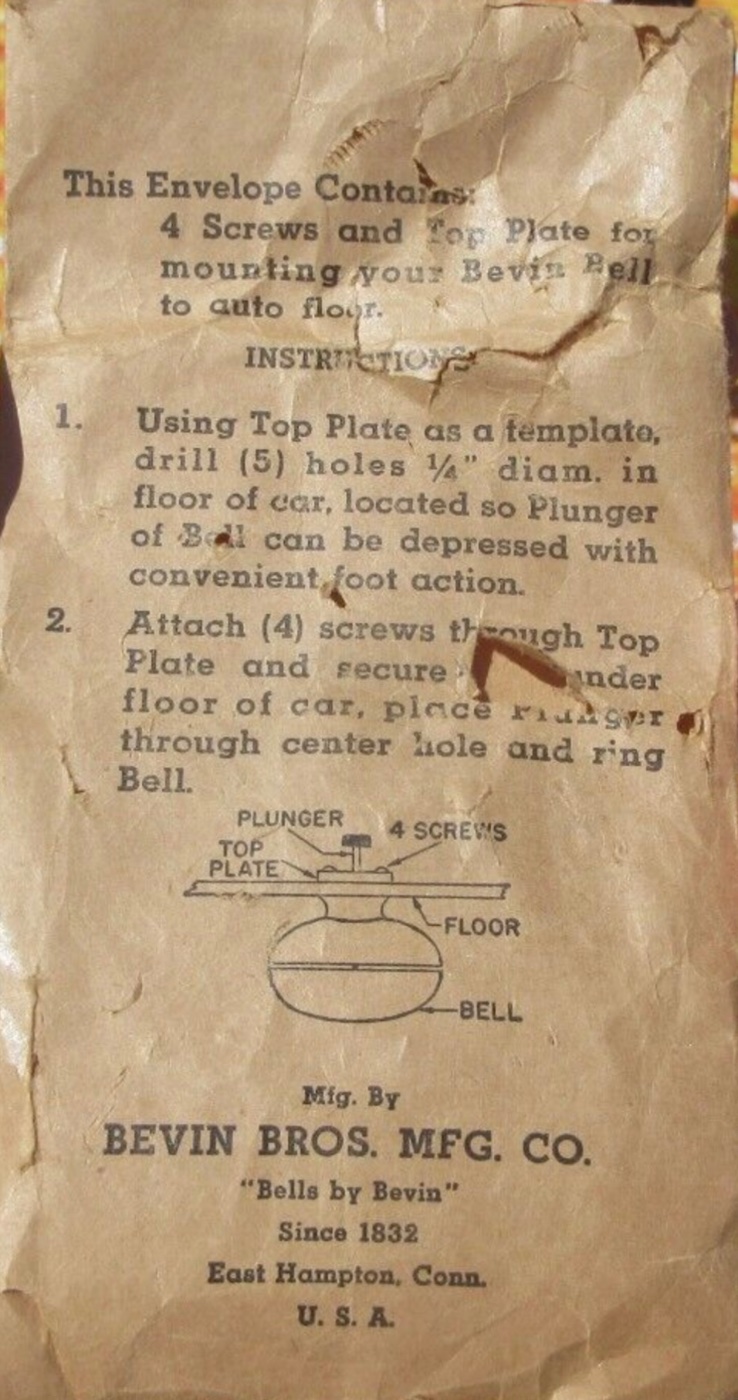 This Envelope Contains:
4 Screws and Top Plate for
mounting your Bevin Bell
to auto floor.
INSTRUCTIONS
1. Using Top Plate as a template,
drill (5) holes ¼" diam. in
floor of car, located so Plunger
of Bell can be depressed with
convenient foot action.
2. Attach (4) screws through Top
Plate and secure under
floor of car, place Plunger
through center hole and ring
Bell.
PLUNGER
4 SCREWS
TOP
PLATE
FLOOR
BELL
Mfg. By
BEVIN BROS. MFG. CO.
"Bells by Bevin"
Since 1832
East Hampton, Conn.
U. S. A.